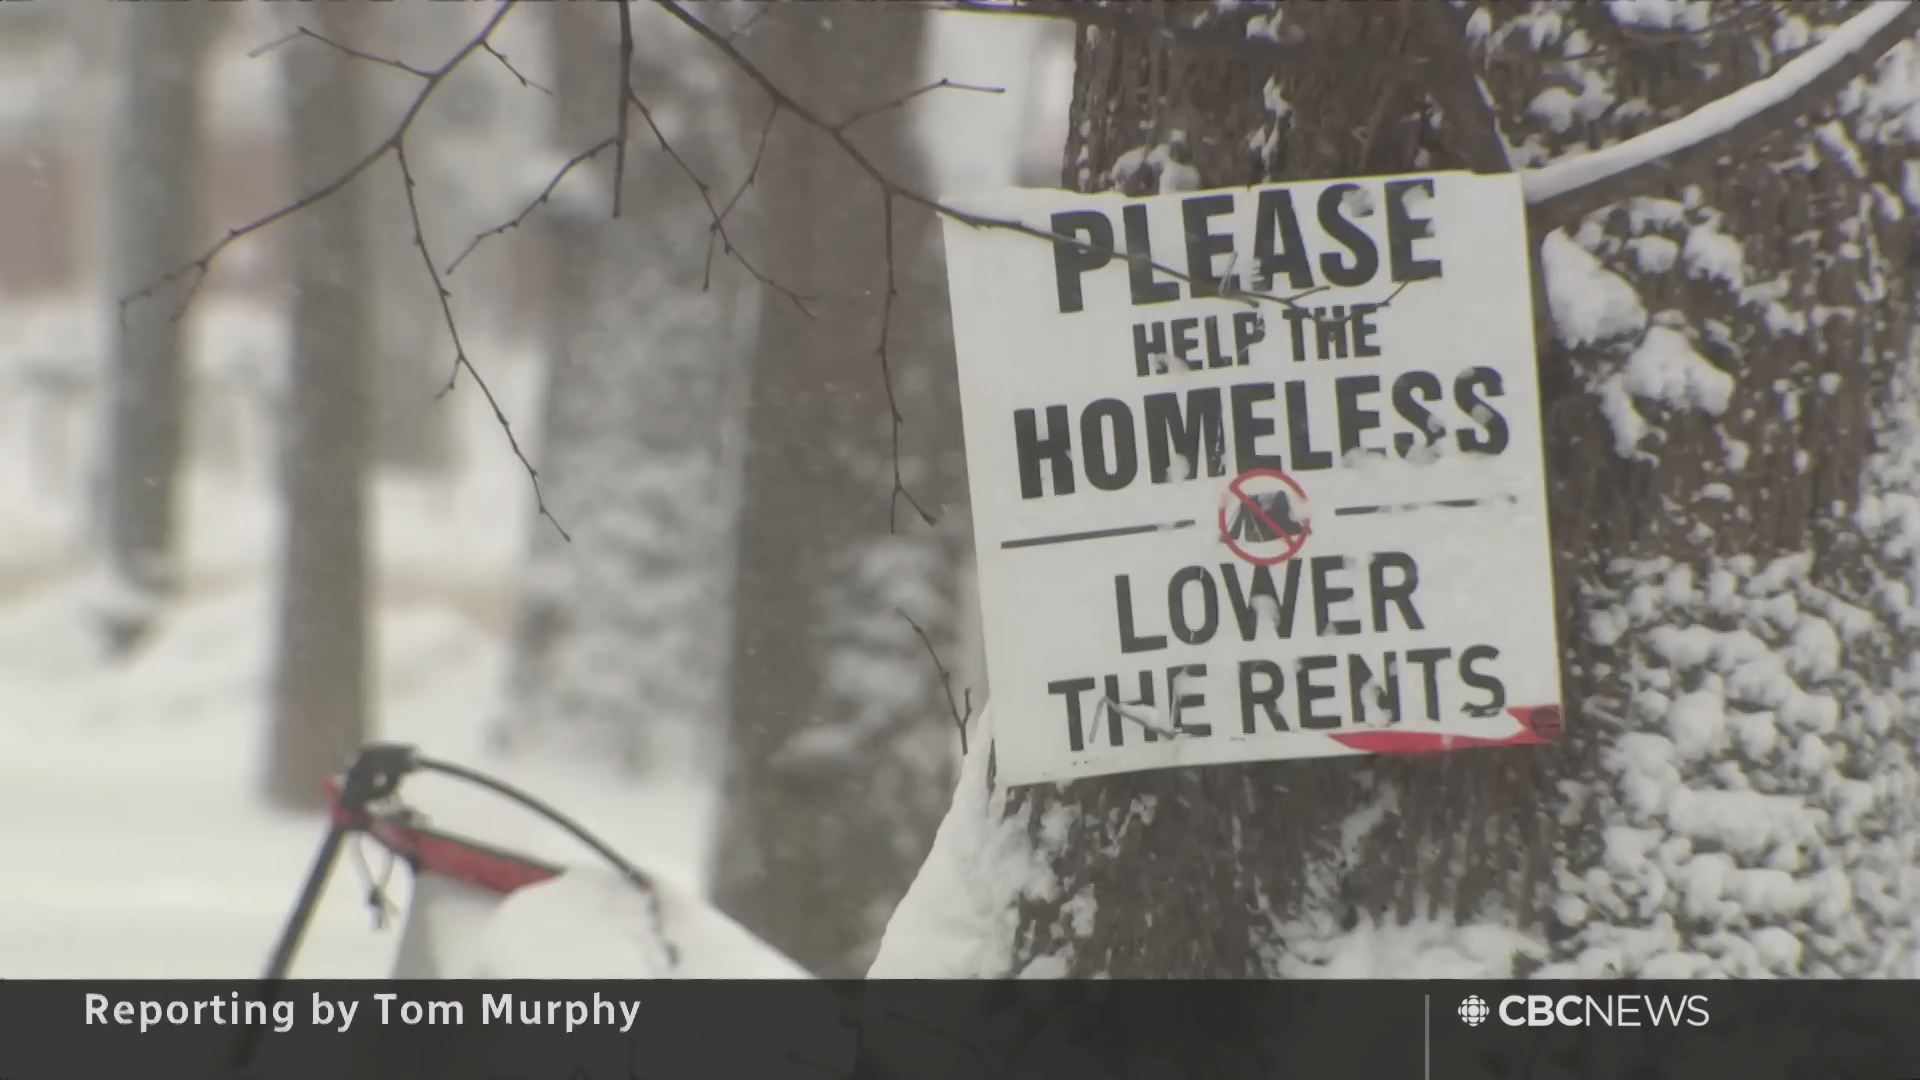 PLEASE
HELP THE
HOMELESS
LOWER
THE RENTS
Reporting by Tom Murphy
CBCNEWS